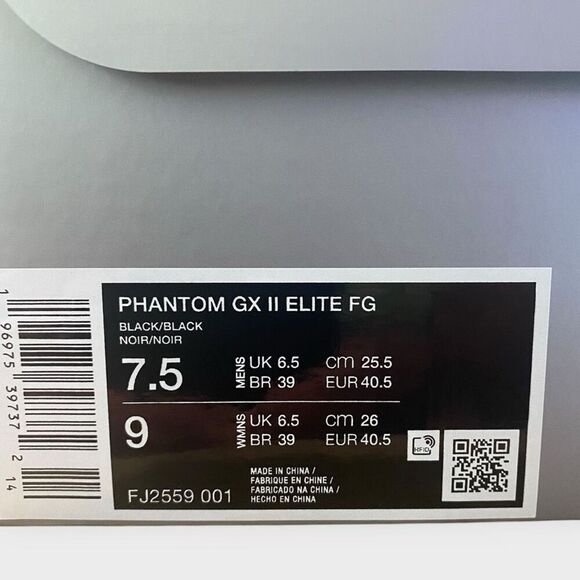 PHANTOM GX II ELITE FG
BLACK/BLACK
NOIR/NOIR
7.5 MENS UK 6.5 cm 25.5
BR 39 EUR 40.5
9 WMNS UK 6.5 cm 26
BR 39 EUR 40.5
HFID
MADE IN CHINA /
FABRIQUE EN CHINE /
FABRICADO NA CHINA /
HECHO EN CHINA
FJ2559 001
1 96975 39737 2 14